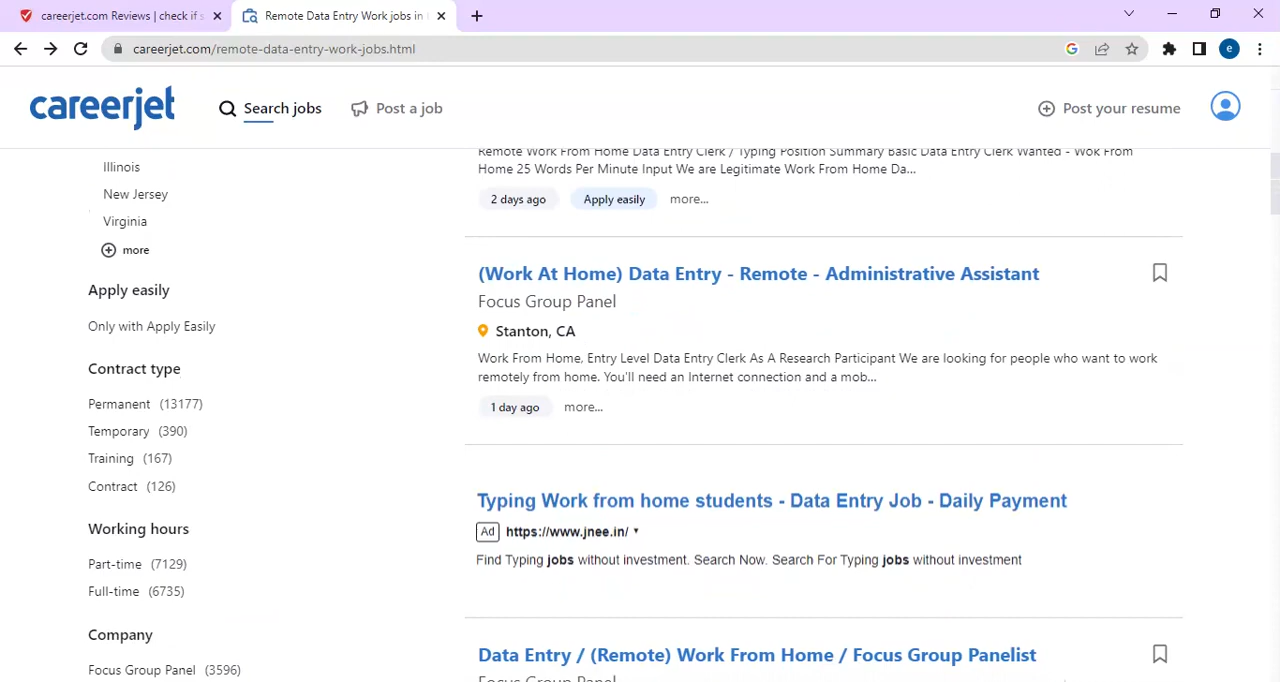 careerjet.com Reviews | check if s
Remote Data Entry Work jobs in
careerjet.com/remote-data-entry-work-jobs.html
e
careerjet
Search jobs
Post a job
Post your resume
Illinois
New Jersey
Virginia
more
Apply easily
Only with Apply Easily
Contract type
Permanent (13177)
Temporary (390)
Training (167)
Contract (126)
Working hours
Part-time (7129)
Full-time (6735)
Company
Focus Group Panel (3596)
Remote Work From Home Data Entry Clerk / Typing Position Summary Basic Data Entry Clerk Wanted - Wok From
Home 25 Words Per Minute Input We are Legitimate Work From Home Da...
2 days ago Apply easily more...
(Work At Home) Data Entry - Remote - Administrative Assistant
Focus Group Panel
Stanton, CA
Work From Home, Entry Level Data Entry Clerk As A Research Participant We are looking for people who want to work
remotely from home. You'll need an Internet connection and a mob...
1 day ago more...
Typing Work from home students - Data Entry Job - Daily Payment
Ad https://www.jnee.in/
Find Typing jobs without investment. Search Now. Search For Typing jobs without investment
Data Entry / (Remote) Work From Home / Focus Group Panelist
Focus Group Panel